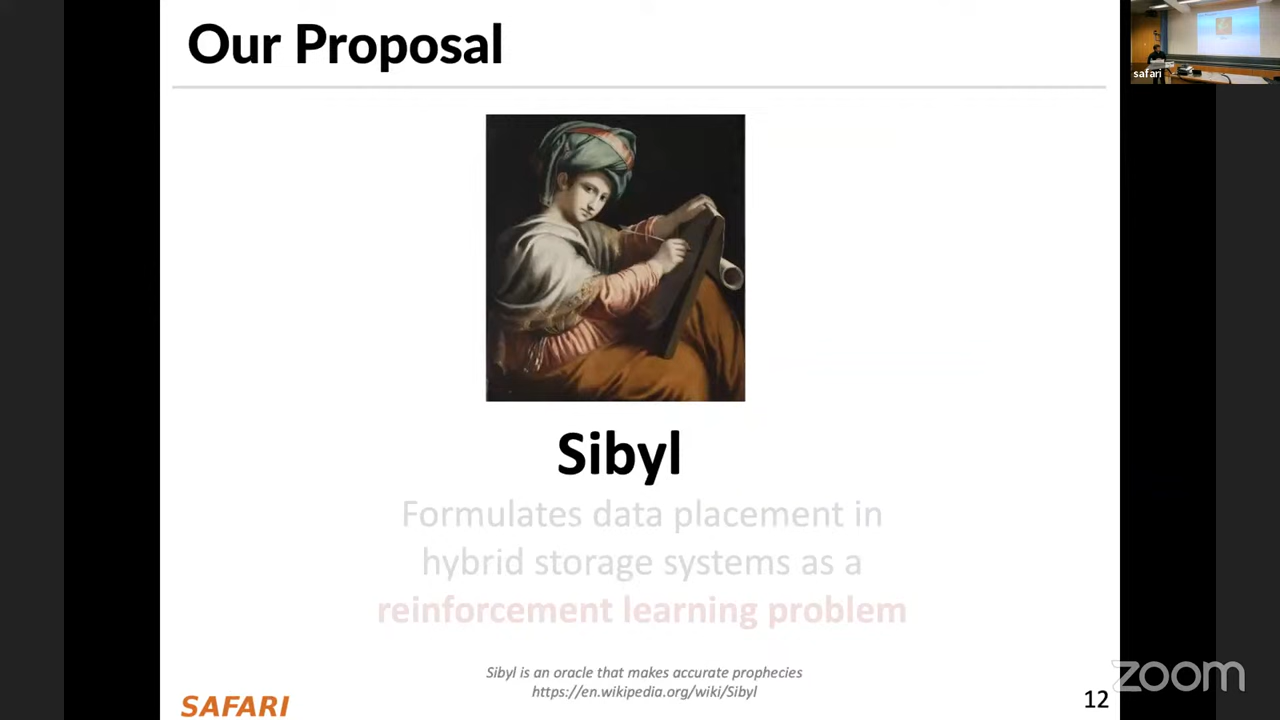 Our Proposal
safari
Sibyl
Formulates data placement in
hybrid storage systems as a
reinforcement learning problem
Sibyl is an oracle that makes accurate prophecies
https://en.wikipedia.org/wiki/Sibyl
SAFARI
12
zoom